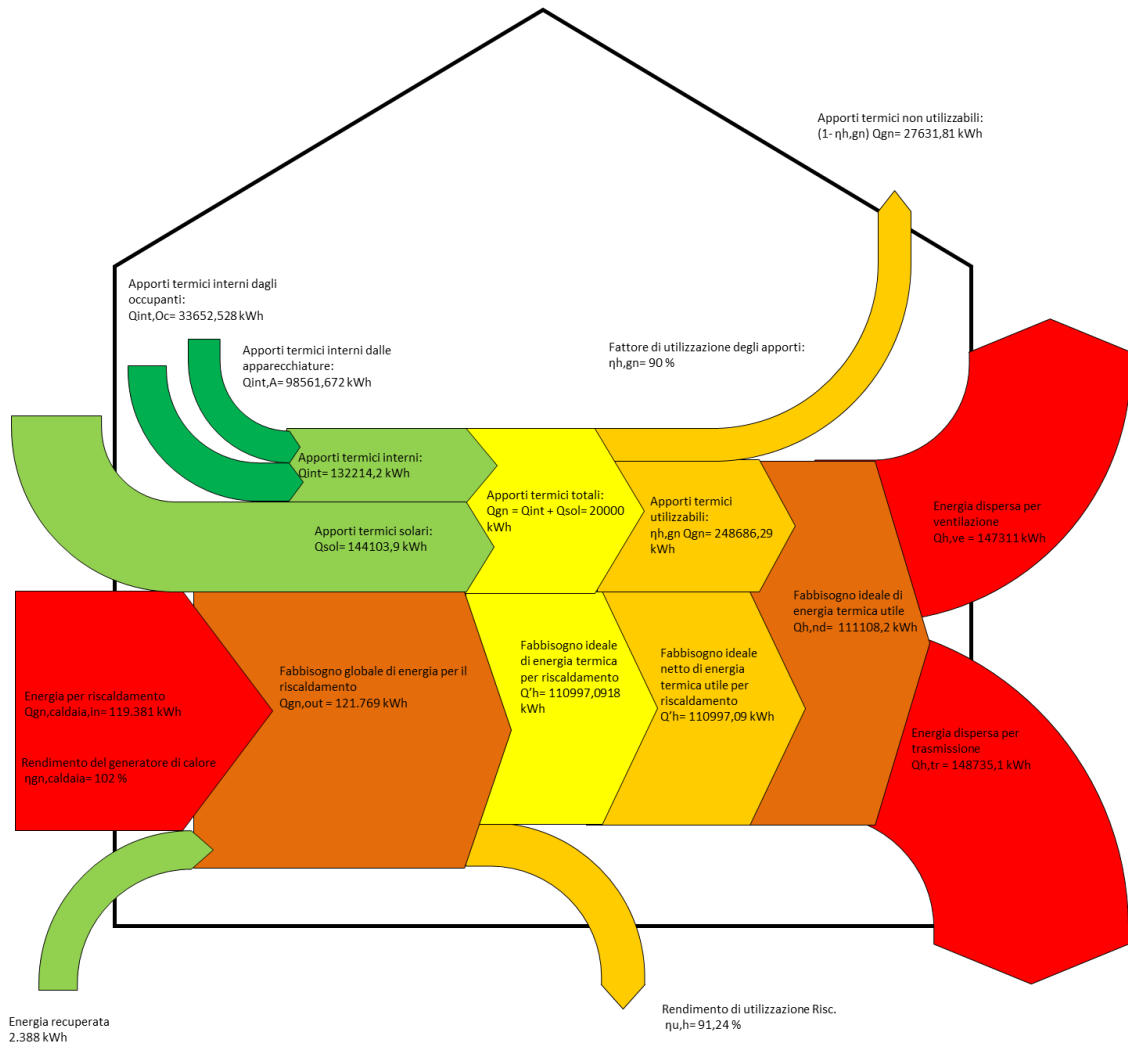 Apporti termici non utilizzabili:
(1- ηh,gn) Qgn= 27631,81 kWh
Apporti termici interni dagli
occupanti:
Qint,Oc= 33652,528 kWh
Apporti termici interni dalle
apparecchiature:
Qint,A= 98561,672 kWh
Fattore di utilizzazione degli apporti:
ηh,gn= 90 %
Apporti termici interni:
Qint= 132214,2 kWh
Apporti termici solari:
Qsol= 144103,9 kWh
Apporti termici totali:
Qgn = Qint + Qsol= 20000
kWh
Apporti termici
utilizzabili:
ηh,gn Qgn= 248686,29
kWh
Energia dispersa per
ventilazione
Qh,ve = 147311 kWh
Fabbisogno ideale di
energia termica utile
Qh,nd= 111108,2 kWh
Energia per riscaldamento
Qgn,caldaia,in= 119.381 kWh
Rendimento del generatore di calore
ηgn,caldaia= 102 %
Fabbisogno globale di energia per il
riscaldamento
Qgn,out = 121.769 kWh
Fabbisogno ideale
di energia termica
per riscaldamento
Q'h= 110997,0918
kWh
Fabbisogno ideale
netto di energia
termica utile per
riscaldamento
Q'h= 110997,09 kWh
Energia dispersa per
trasmissione
Qh,tr = 148735,1 kWh
Energia recuperata
2.388 kWh
Rendimento di utilizzazione Risc.
ηu,h= 91,24 %